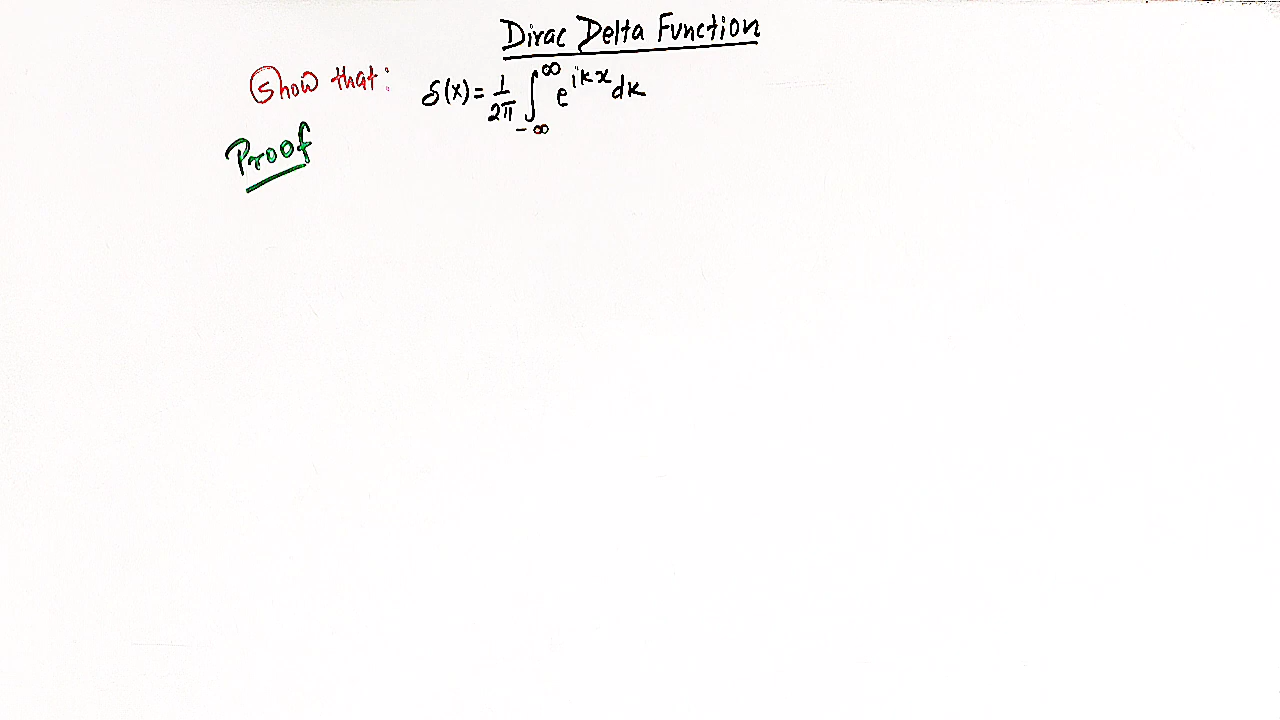 Dirac Delta Function
Show that: δ(x) = 1/2π ∫_{-∞}^{∞} e^{ikx} dk
Proof